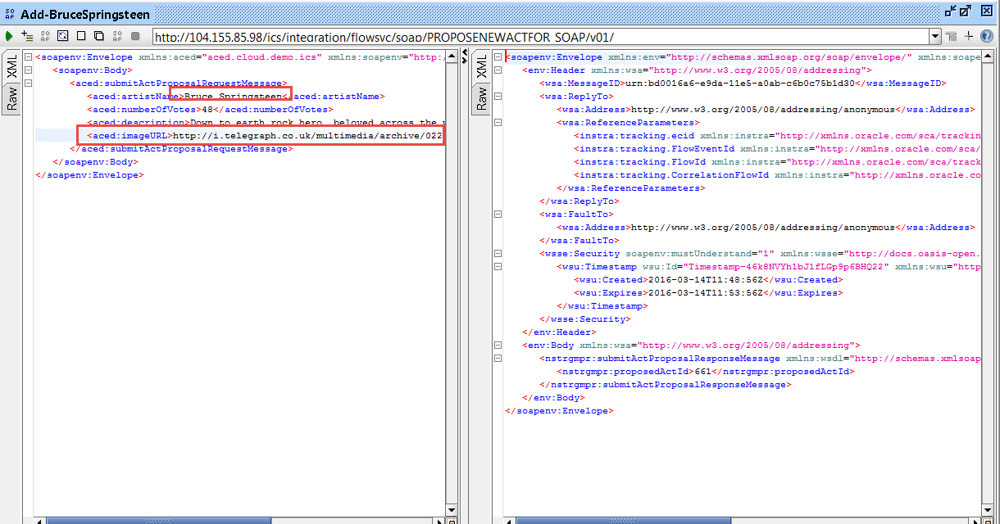 Add-BruceSpringsteen
http://104.155.85.98/ics/integration/flowsvc/soap/PROPOSENEWACTFOR_SOAP/v01/
XML
Raw
<soapenv:Envelope xmlns:aced="aced.cloud.demo.ics" xmlns:soapenv="http:/
<soapenv:Body>
<aced:submitActProposalRequestMessage>
<aced:artistName>Bruce Springsteen</aced:artistName>
<aced:numberOfVotes>48</aced:numberOfVotes>
<aced:description>Down to earth rock hero, beloved across the
<aced:imageURL>http://i.telegraph.co.uk/multimedia/archive/022
</aced:submitActProposalRequestMessage>
</soapenv:Body>
</soapenv:Envelope>
XML
Raw
<soapenv:Envelope xmlns:env="http://schemas.xmlsoap.org/soap/envelope/" xmlns:soape
<env:Header xmlns:wsa="http://www.w3.org/2005/08/addressing">
<wsa:MessageID>urn:bd0016a6-e9da-11e5-a0ab-c6b0c75b1d30</wsa:MessageID>
<wsa:ReplyTo>
<wsa:Address>http://www.w3.org/2005/08/addressing/anonymous</wsa:Address>
<wsa:ReferenceParameters>
<instra:tracking.ecid xmlns:instra="http://xmlns.oracle.com/sca/trackin
<instra:tracking.FlowEventId xmlns:instra="http://xmlns.oracle.com/sca/
<instra:tracking.FlowId xmlns:instra="http://xmlns.oracle.com/sca/track
<instra:tracking.CorrelationFlowId xmlns:instra="http://xmlns.oracle.co
</wsa:ReferenceParameters>
</wsa:ReplyTo>
<wsa:FaultTo>
<wsa:Address>http://www.w3.org/2005/08/addressing/anonymous</wsa:Address>
</wsa:FaultTo>
<wsse:Security soapenv:mustUnderstand="1" xmlns:wsse="http://docs.oasis-open.
<wsu:Timestamp wsu:Id="Timestamp-46k8NVYh1bJ1fLGp9p6BHQ22" xmlns:wsu="http
<wsu:Created>2016-03-14T11:48:56Z</wsu:Created>
<wsu:Expires>2016-03-14T11:53:56Z</wsu:Expires>
</wsu:Timestamp>
</wsse:Security>
</env:Header>
<env:Body xmlns:wsa="http://www.w3.org/2005/08/addressing">
<nstrgmpr:submitActProposalResponseMessage xmlns:wsdl="http://schemas.xmlsoap
<nstrgmpr:proposedActId>661</nstrgmpr:proposedActId>
</nstrgmpr:submitActProposalResponseMessage>
</env:Body>
</soapenv:Envelope>